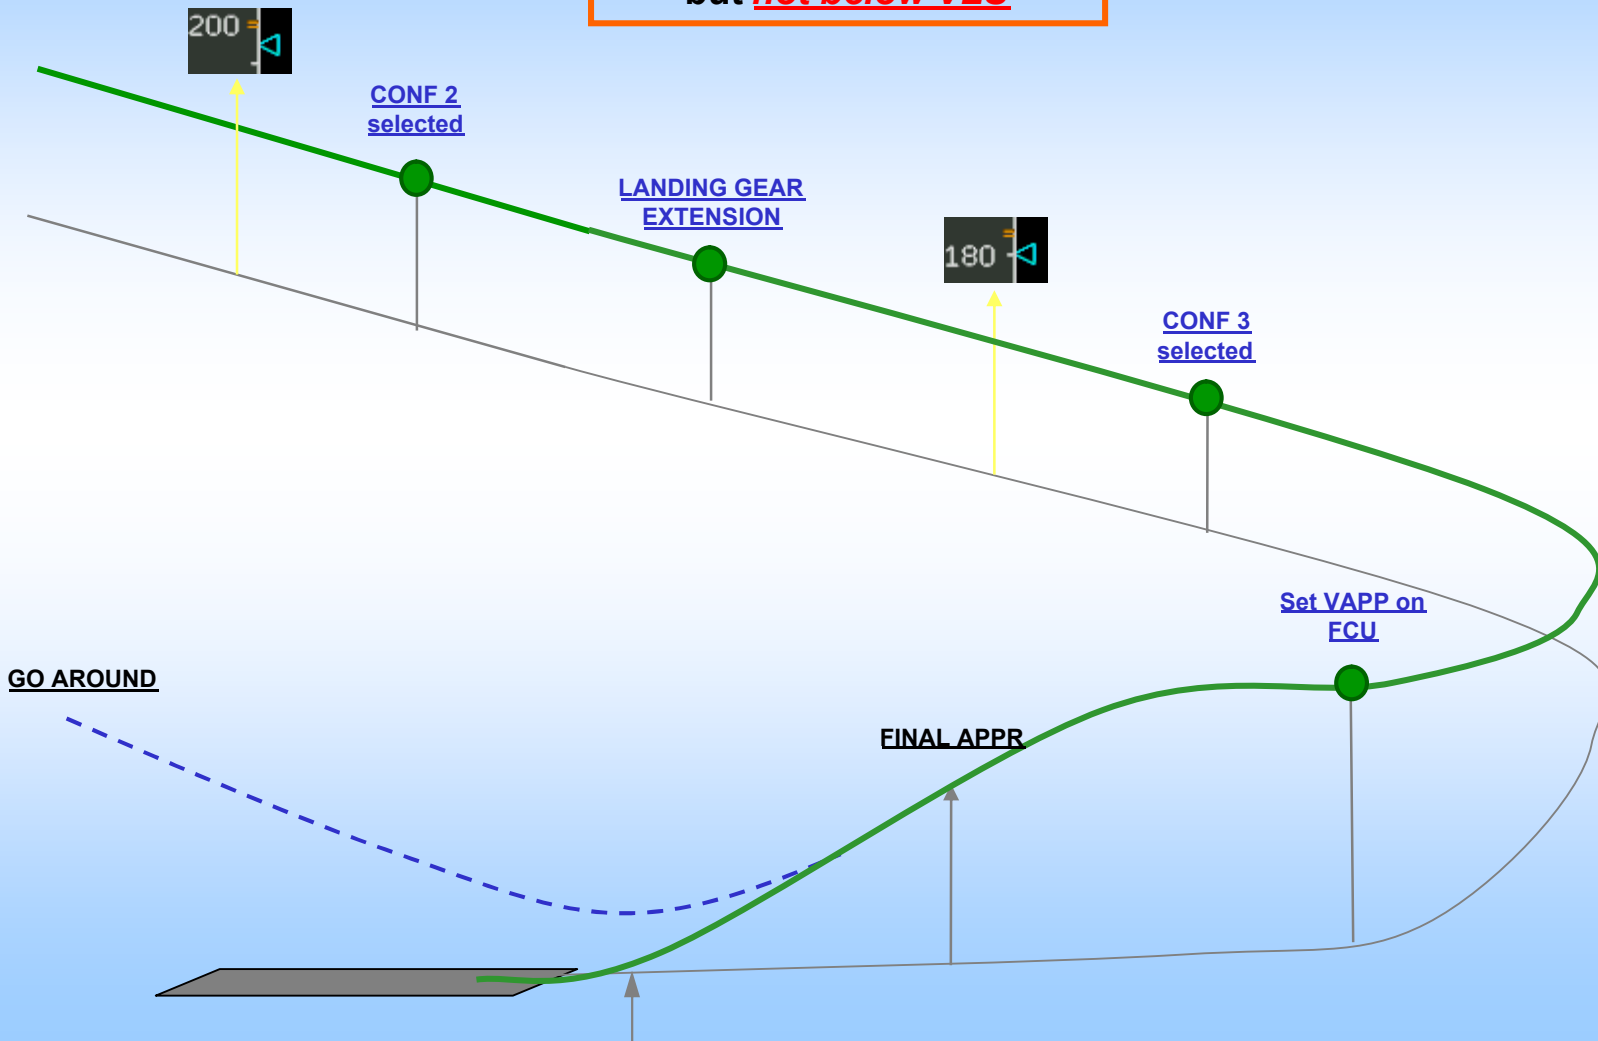 200
CONF 2
selected
LANDING GEAR
EXTENSION
180
CONF 3
selected
Set VAPP on
FCU
GO AROUND
FINAL APPR